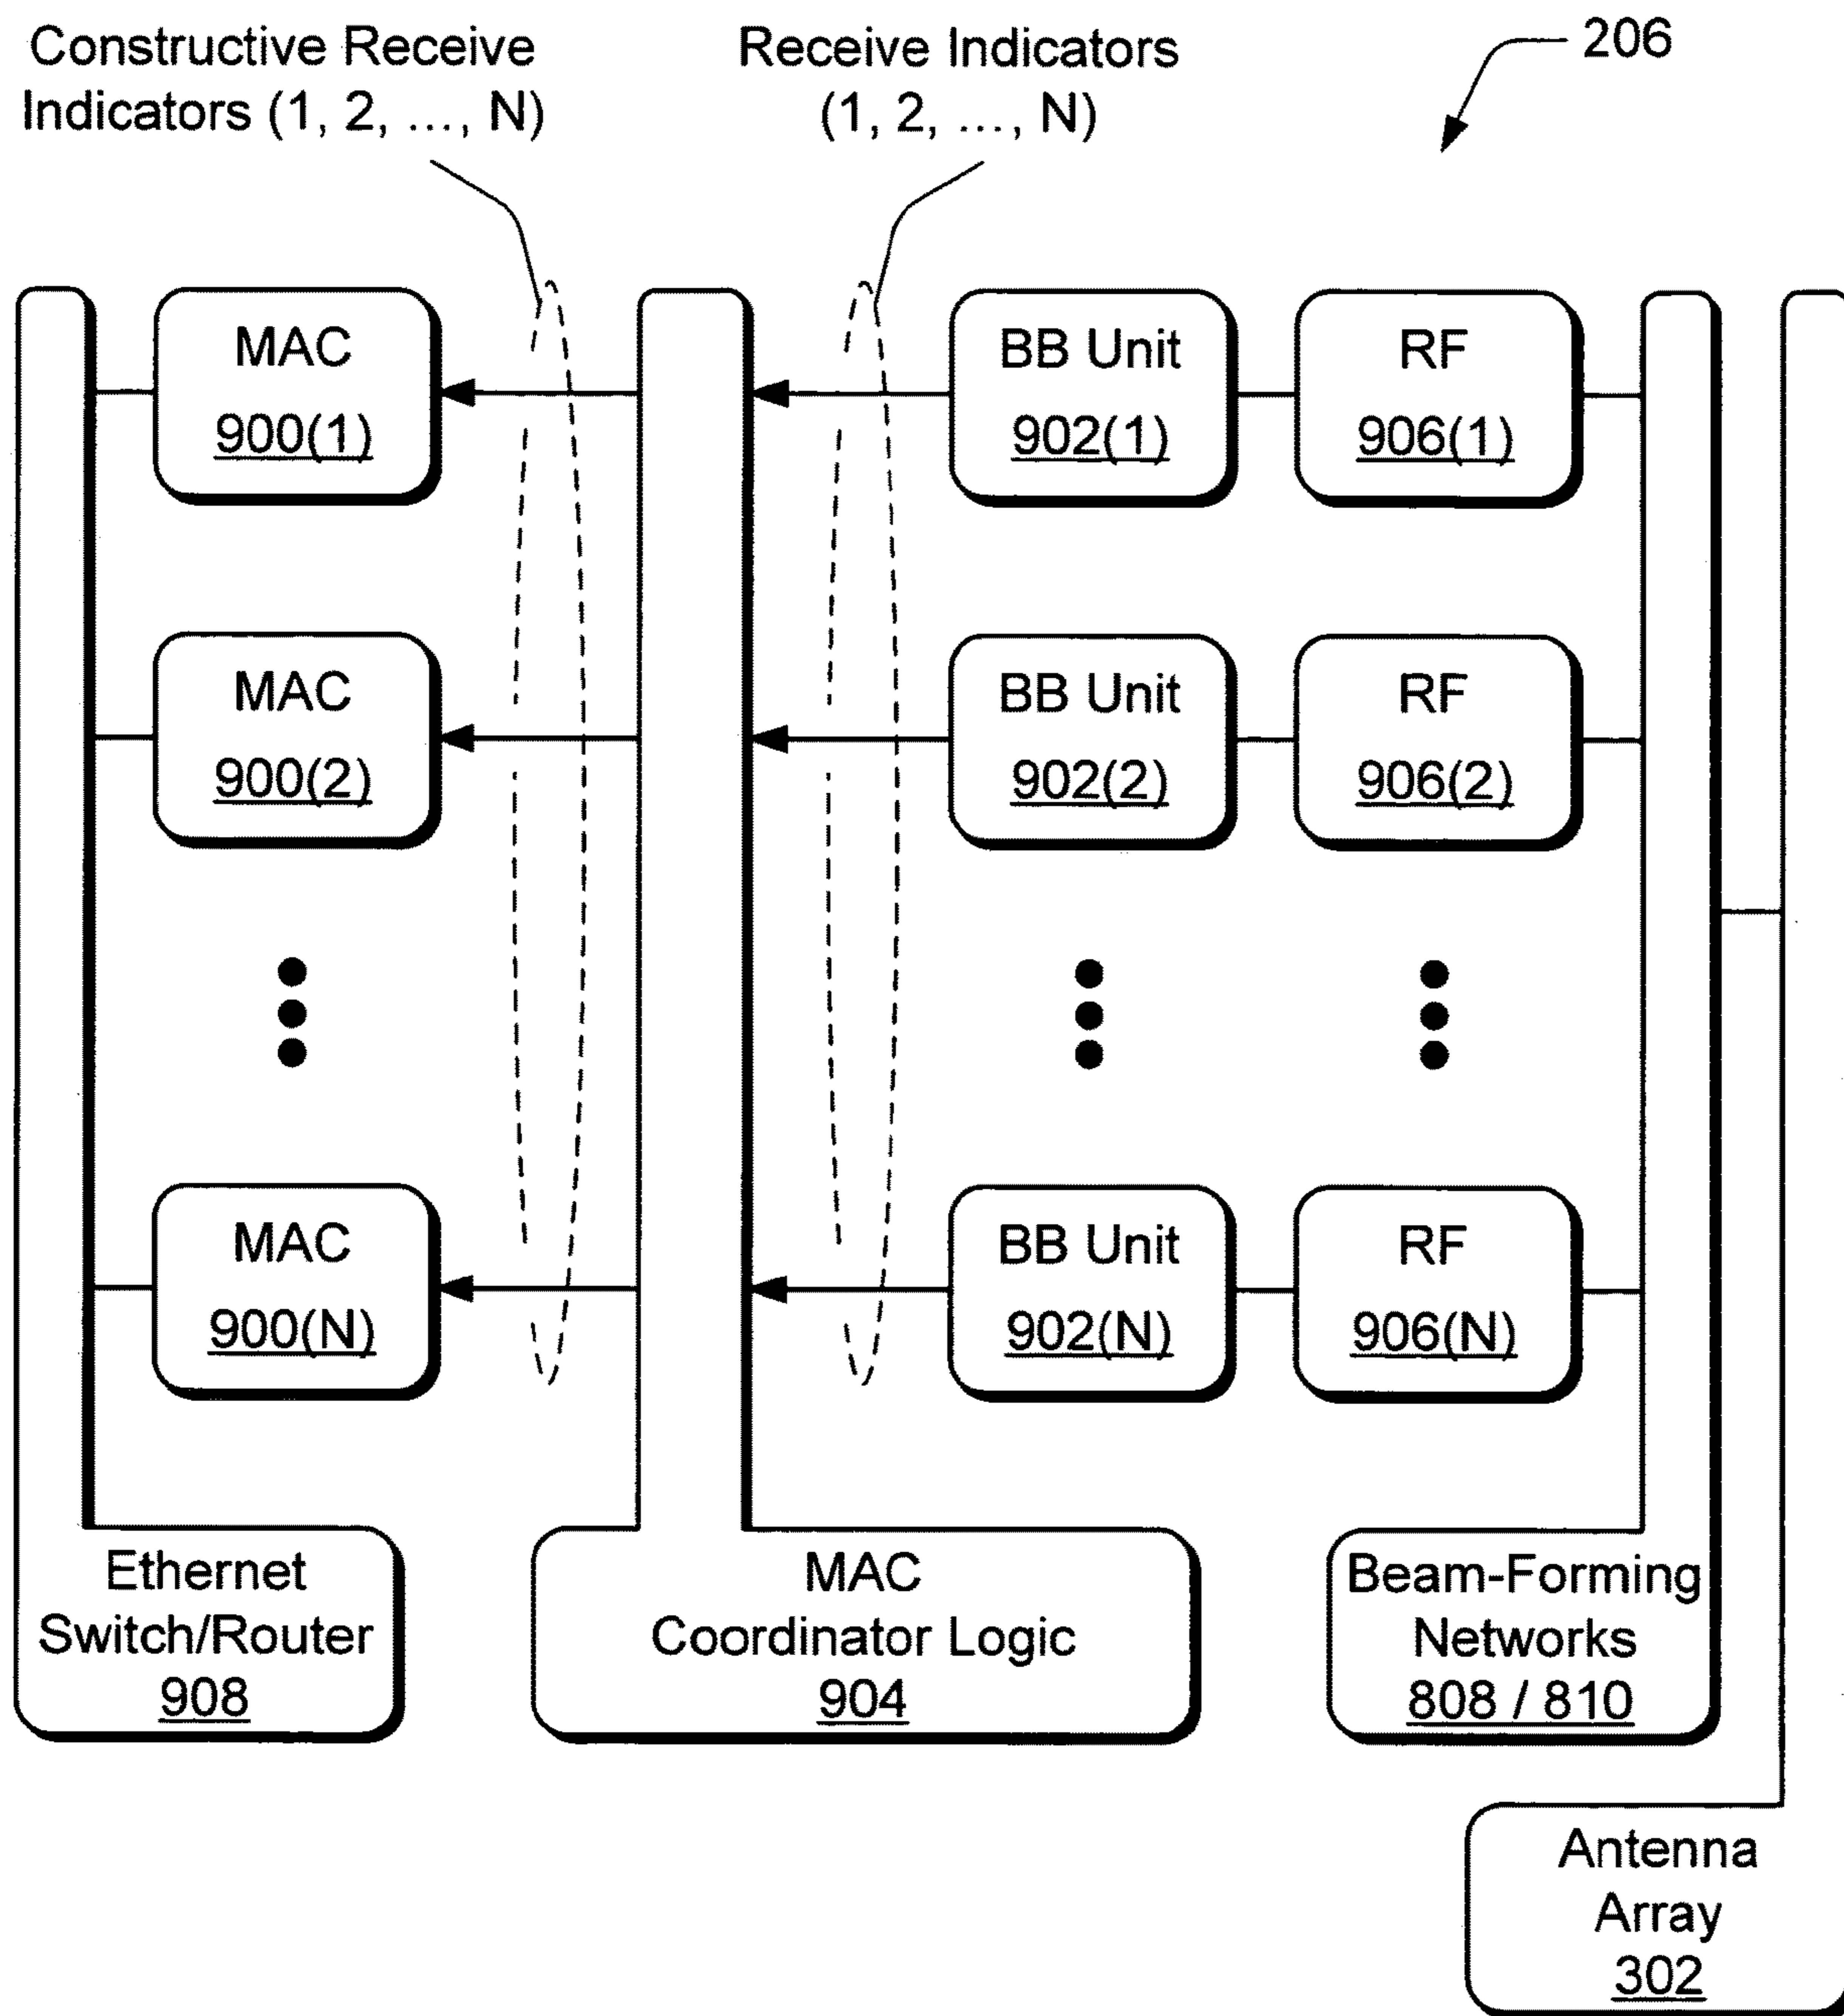 Constructive Receive
Indicators (1, 2, ..., N)
Receive Indicators
(1, 2, ..., N)
206
MAC
900(1)
BB Unit
902(1)
RF
906(1)
MAC
900(2)
BB Unit
902(2)
RF
906(2)
MAC
900(N)
BB Unit
902(N)
RF
906(N)
Ethernet
Switch/Router
908
MAC
Coordinator Logic
904
Beam-Forming
Networks
808 / 810
Antenna
Array
302